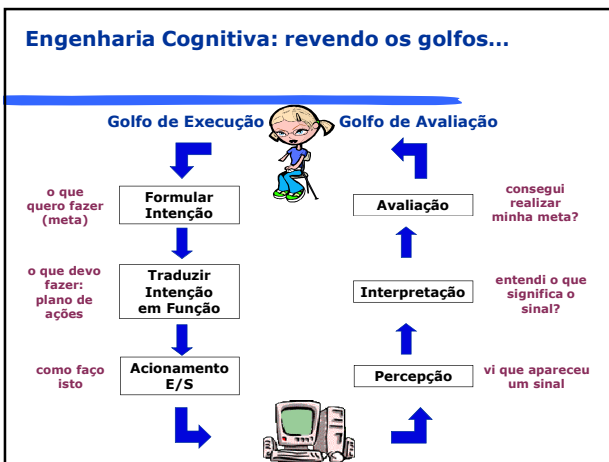 Engenharia Cognitiva: revendo os golfos...
Golfo de Execução
Golfo de Avaliação
o que
quero fazer
(meta)
Formular
Intenção
o que devo
fazer:
plano de
ações
Traduzir
Intenção
em Função
como faço
isto
Acionamento
E/S
Avaliação
consegui
realizar
minha meta?
Interpretação
entendi o que
significa o
sinal?
Percepção
vi que apareceu
um sinal